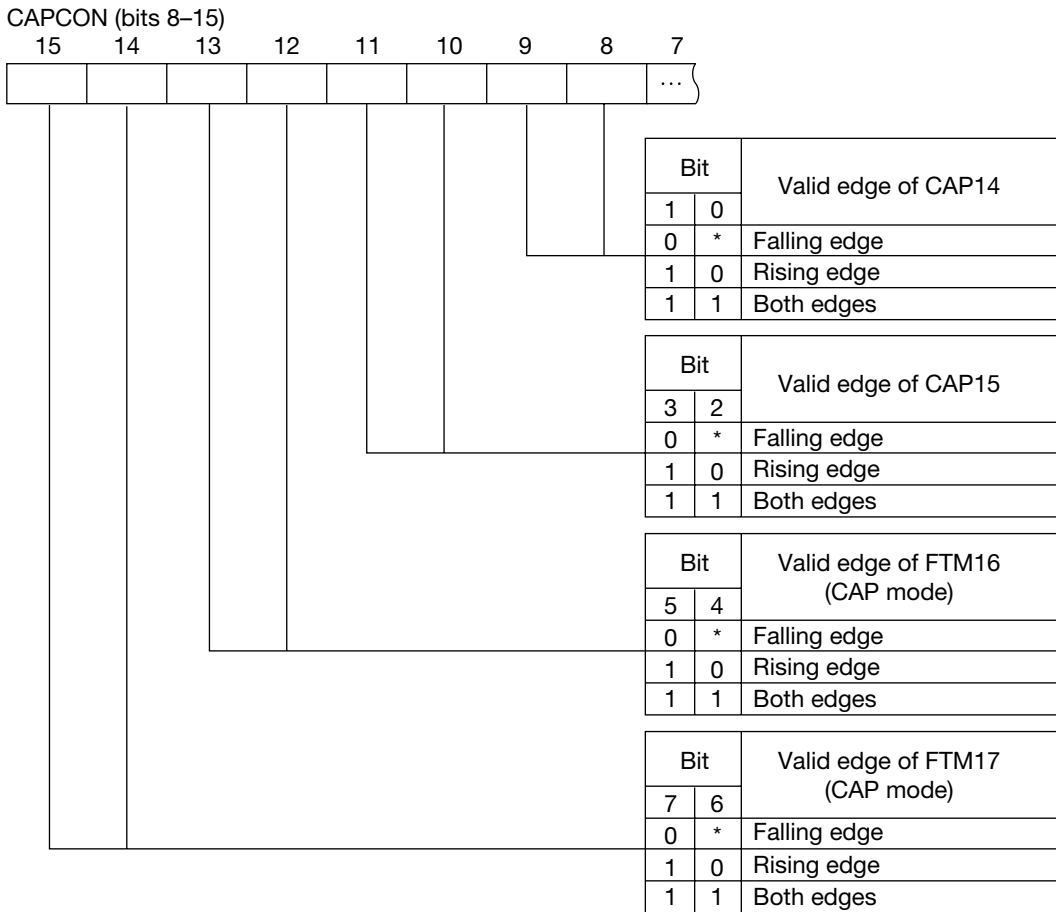 CAPCON (bits 8–15)
15 14 13 12 11 10 9 8 7
...
Bit Valid edge of CAP14
1 0
0 * Falling edge
1 0 Rising edge
1 1 Both edges
Bit Valid edge of CAP15
3 2
0 * Falling edge
1 0 Rising edge
1 1 Both edges
Bit Valid edge of FTM16
(CAP mode)
5 4
0 * Falling edge
1 0 Rising edge
1 1 Both edges
Bit Valid edge of FTM17
(CAP mode)
7 6
0 * Falling edge
1 0 Rising edge
1 1 Both edges